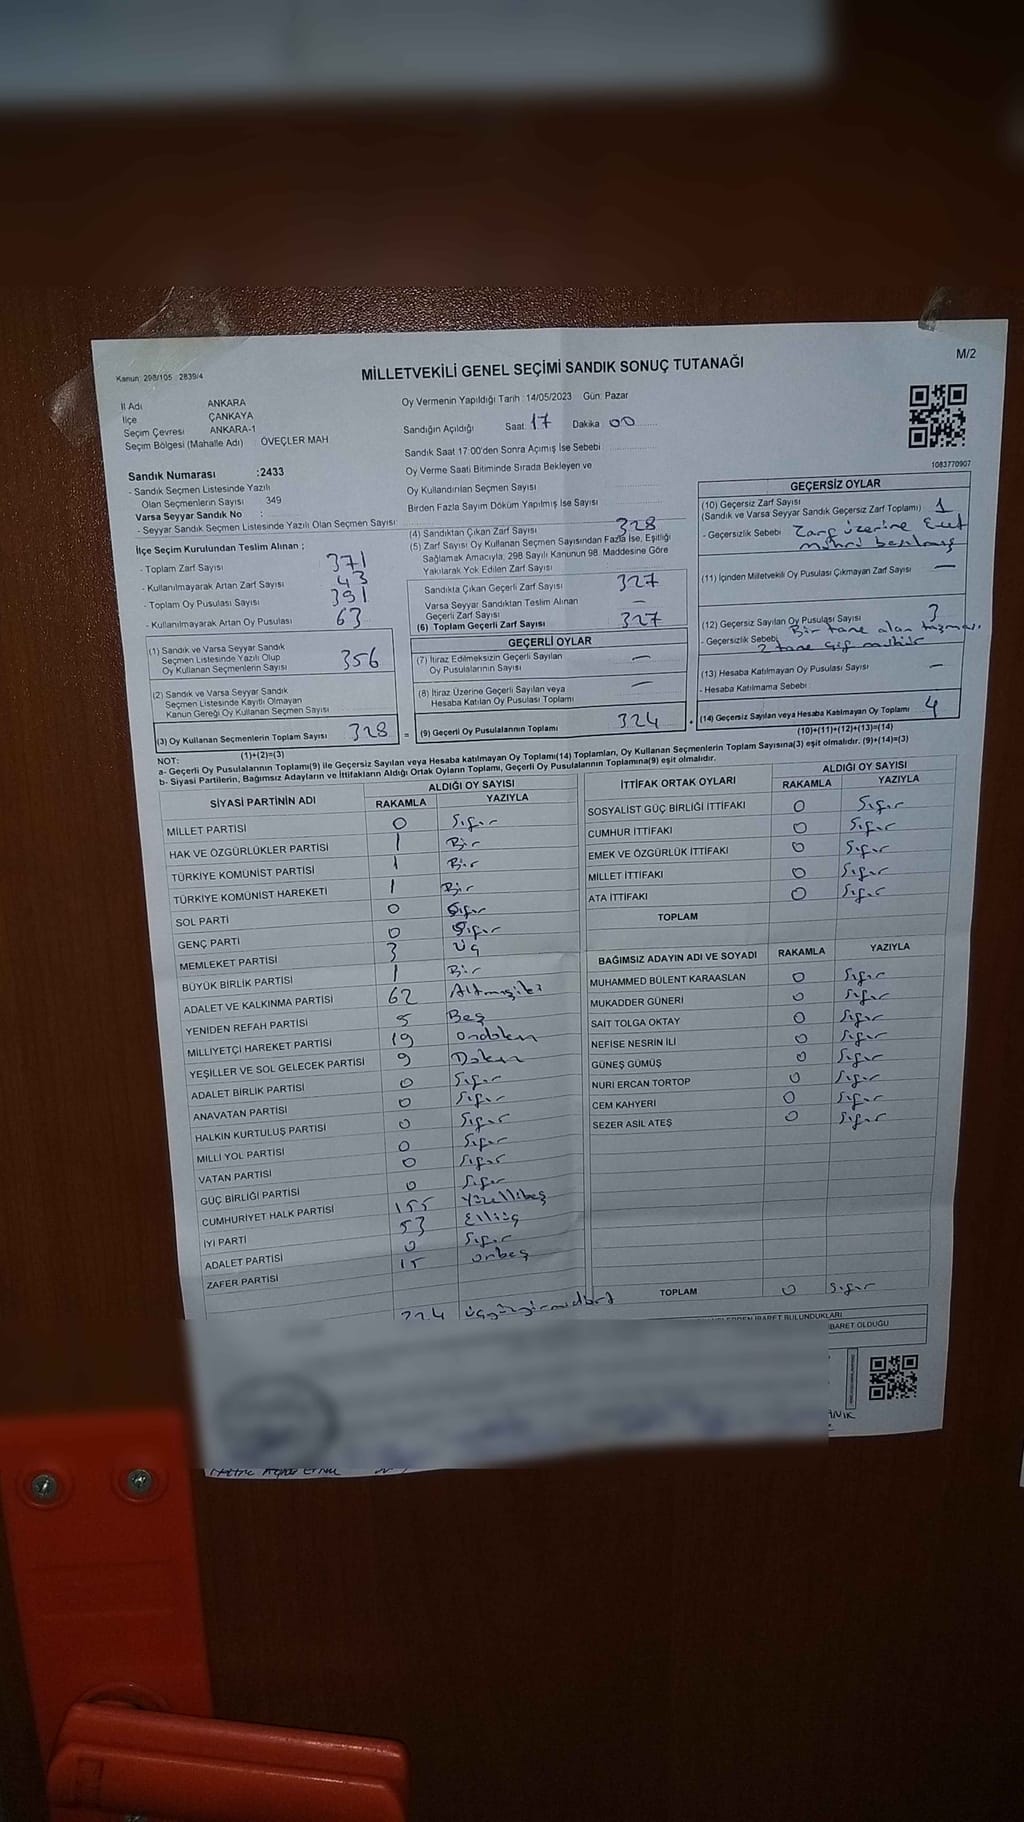 M/2
Kanun: 298/105 2839/4
MİLLETVEKİLİ GENEL SEÇİMİ SANDIK SONUÇ TUTANAĞI
İl Adı ANKARA
İlçe ÇANKAYA
Seçim Çevresi ANKARA-1
Seçim Bölgesi (Mahalle Adı) ÖVEÇLER MAH
Sandık Numarası :2433
- Sandık Seçmen Listesinde Yazılı
Olan Seçmenlerin Sayısı 349
Varsa Seyyar Sandık No :
- Seyyar Sandık Seçmen Listesinde Yazılı Olan Seçmen Sayısı
Oy Vermenin Yapıldığı Tarih :14/05/2023 Gün: Pazar
Sandığın Açıldığı Saat 17 Dakika 00
Sandık Saat 17:00'den Sonra Açımış İse Sebebi
Oy Verme Saati Bitiminde Sırada Bekleyen ve
Oy Kullandırılan Seçmen Sayısı
Birden Fazla Sayım Döküm Yapılmış İse Sayısı
1083770907
İlçe Seçim Kurulundan Teslim Alınan ;
- Toplam Zarf Sayısı 371
- Kullanılmayarak Artan Zarf Sayısı 43
- Toplam Oy Pusulası Sayısı 391
- Kullanılmayarak Artan Oy Pusulası 63
(1) Sandık ve Varsa Seyyar Sandık
Seçmen Listesinde Yazılı Olup
Oy Kullanan Seçmenlerin Sayısı 356
(2) Sandık ve Varsa Seyyar Sandık
Seçmen Listesinde Kayıtlı Olmayan
Kanun Gereği Oy Kullanan Seçmen Sayısı
(3) Oy Kullanan Seçmenlerin Toplam Sayısı 328
(1)+(2)=(3)
(4) Sandıktan Çıkan Zarf Sayısı 328
(5) Zarf Sayısı Oy Kullanan Seçmen Sayısından Fazla İse, Eşitliği
Sağlamak Amacıyla, 298 Sayılı Kanunun 98. Maddesine Göre
Yakılarak Yok Edilen Zarf Sayısı
Sandıkta Çıkan Geçerli Zarf Sayısı 327
Varsa Seyyar Sandıktan Teslim Alınan
Geçerli Zarf Sayısı —
(6) Toplam Geçerli Zarf Sayısı 327
GEÇERLİ OYLAR
(7) İtiraz Edilmeksizin Geçerli Sayılan
Oy Pusulalarının Sayısı —
(8) İtiraz Üzerine Geçerli Sayılan veya
Hesaba Katılan Oy Pusulası Toplamı —
= (9) Geçerli Oy Pusulalarının Toplamı 324
GEÇERSİZ OYLAR
(10) Geçersiz Zarf Sayısı
(Sandık ve Varsa Seyyar Sandık Geçersiz Zarf Toplamı) 1
- Geçersizlik Sebebi Zarf üzerine Evet
mührü basılmış
(11) İçinden Milletvekili Oy Pusulası Çıkmayan Zarf Sayısı —
(12) Geçersiz Sayılan Oy Pusulası Sayısı 3
- Geçersizlik Sebebi Bir tane alan taşması
2 tane çift mühür
(13) Hesaba Katılmayan Oy Pusulası Sayısı —
- Hesaba Katılmama Sebebi
(14) Geçersiz Sayılan veya Hesaba Katılmayan Oy Toplamı 4
(10)+(11)+(12)+(13)=(14)
NOT:
a- Geçerli Oy Pusulalarının Toplamı(9) ile Geçersiz Sayılan veya Hesaba katılmayan Oy Toplamı(14) Toplamları, Oy Kullanan Seçmenlerin Toplam Sayısına(3) eşit olmalıdır. (9)+(14)=(3)
b- Siyasi Partilerin, Bağımsız Adayların ve İttifakların Aldığı Ortak Oyların Toplamı, Geçerli Oy Pusulalarının Toplamına(9) eşit olmalıdır.
SİYASİ PARTİNİN ADI ALDIĞI OY SAYISI
RAKAMLA YAZIYLA
MİLLET PARTİSİ 0 Sıfır
HAK VE ÖZGÜRLÜKLER PARTİSİ 1 Bir
TÜRKİYE KOMÜNİST PARTİSİ 1 Bir
TÜRKİYE KOMÜNİST HAREKETİ 1 Bir
SOL PARTİ 0 Sıfır
GENÇ PARTİ 0 Sıfır
MEMLEKET PARTİSİ 3 Üç
BÜYÜK BİRLİK PARTİSİ 1 Bir
ADALET VE KALKINMA PARTİSİ 62 Altmışiki
YENİDEN REFAH PARTİSİ 5 Beş
MİLLİYETÇİ HAREKET PARTİSİ 19 Ondokuz
YEŞİLLER VE SOL GELECEK PARTİSİ 9 Dokuz
ADALET BİRLİK PARTİSİ 0 Sıfır
ANAVATAN PARTİSİ 0 Sıfır
HALKIN KURTULUŞ PARTİSİ 0 Sıfır
MİLLİ YOL PARTİSİ 0 Sıfır
VATAN PARTİSİ 0 Sıfır
GÜÇ BİRLİĞİ PARTİSİ 0 Sıfır
CUMHURİYET HALK PARTİSİ 155 Yüzellibeş
İYİ PARTİ 53 Elliüç
ADALET PARTİSİ 0 Sıfır
ZAFER PARTİSİ 15 onbeş
324 Üçyüzyirmidört
İTTİFAK ORTAK OYLARI ALDIĞI OY SAYISI
RAKAMLA YAZIYLA
SOSYALİST GÜÇ BİRLİĞİ İTTİFAKI 0 Sıfır
CUMHUR İTTİFAKI 0 Sıfır
EMEK VE ÖZGÜRLÜK İTTİFAKI 0 Sıfır
MİLLET İTTİFAKI 0 Sıfır
ATA İTTİFAKI 0 Sıfır
TOPLAM
BAĞIMSIZ ADAYIN ADI VE SOYADI RAKAMLA YAZIYLA
MUHAMMED BÜLENT KARAASLAN 0 Sıfır
MUKADDER GÜNERİ 0 Sıfır
SAİT TOLGA OKTAY 0 Sıfır
NEFİSE NESRİN İLİ 0 Sıfır
GÜNEŞ GÜMÜŞ 0 Sıfır
NURİ ERCAN TORTOP 0 Sıfır
CEM KAHYERİ 0 Sıfır
SEZER ASİL ATEŞ 0 Sıfır
TOPLAM 0 Sıfır
İBARET BULUNDUKLARI
İBARET OLDUĞU